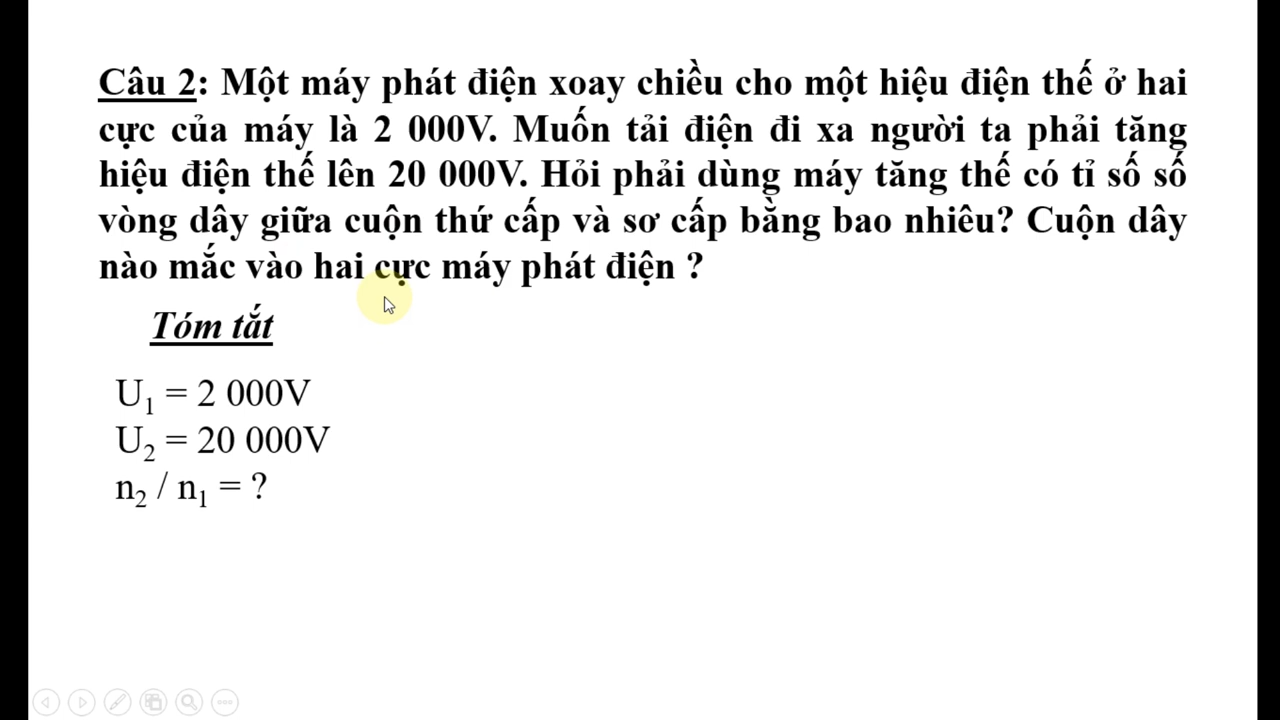 Câu 2: Một máy phát điện xoay chiều cho một hiệu điện thế ở hai
cực của máy là 2 000V. Muốn tải điện đi xa người ta phải tăng
hiệu điện thế lên 20 000V. Hỏi phải dùng máy tăng thế có tỉ số số
vòng dây giữa cuộn thứ cấp và sơ cấp bằng bao nhiêu? Cuộn dây
nào mắc vào hai cực máy phát điện ?
Tóm tắt
U₁ = 2 000V
U₂ = 20 000V
n₂ / n₁ = ?